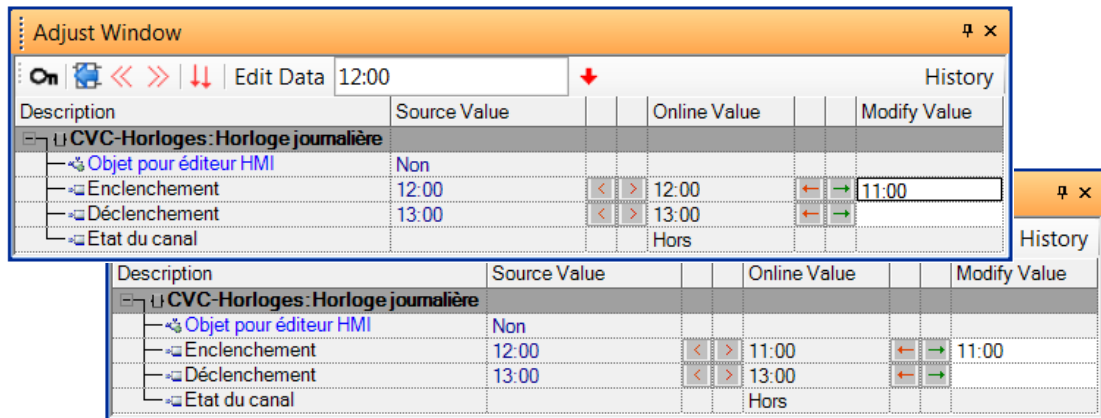 Adjust Window
Edit Data 12:00 History
Description Source Value Online Value Modify Value
CVC-Horloges:Horloge journalière
Objet pour éditeur HMI Non
Enclenchement 12:00 < > 12:00 ← → 11:00
Déclenchement 13:00 < > 13:00 ← →
Etat du canal Hors
History
Description Source Value Online Value Modify Value
CVC-Horloges:Horloge journalière
Objet pour éditeur HMI Non
Enclenchement 12:00 < > 11:00 ← → 11:00
Déclenchement 13:00 < > 13:00 ← →
Etat du canal Hors